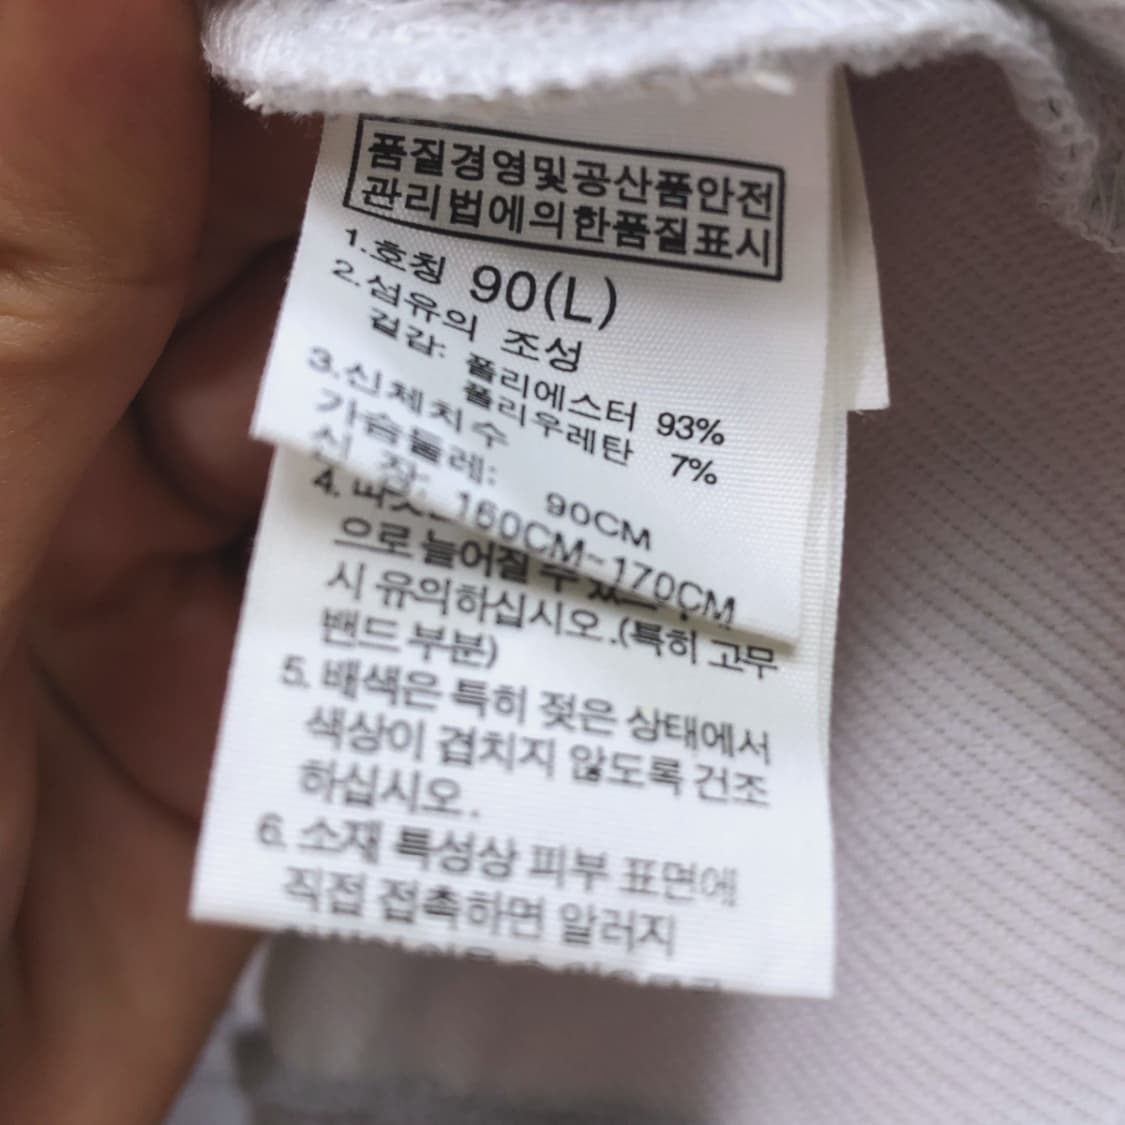 품질경영및공산품안전
관리법에의한품질표시
1.호칭 90(L)
2.섬유의 조성
겉감: 폴리에스터 93%
폴리우레탄 7%
3.신체치수
가슴둘레: 90CM
신 장: 160CM~170CM
4.
으로 늘어질 수
시 유의하십시오.(특히 고무
밴드 부분)
5. 배색은 특히 젖은 상태에서
색상이 겹치지 않도록 건조
하십시오.
6. 소재 특성상 피부 표면에
직접 접촉하면 알러지